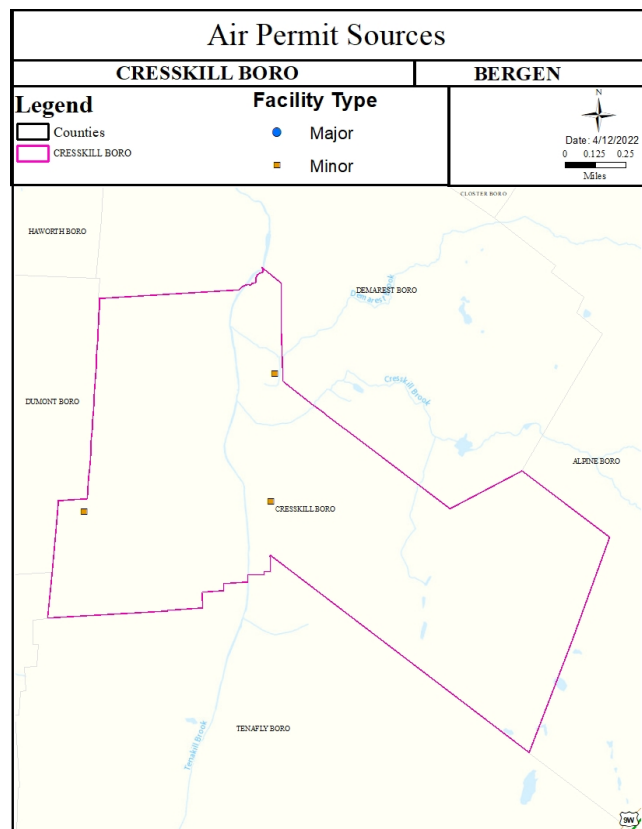 Air Permit Sources
CRESSKILL BORO
BERGEN
Legend
Counties
CRESSKILL BORO
Facility Type
Major
Minor
N
Date: 4/12/2022
0 0.125 0.25
Miles
CLOSTER BORO
HAWORTH BORO
DEMAREST BORO
Demarest Brook
Cresskill Brook
DUMONT BORO
ALPINE BORO
CRESSKILL BORO
TENAFLY BORO
Tenakill Brook
9W